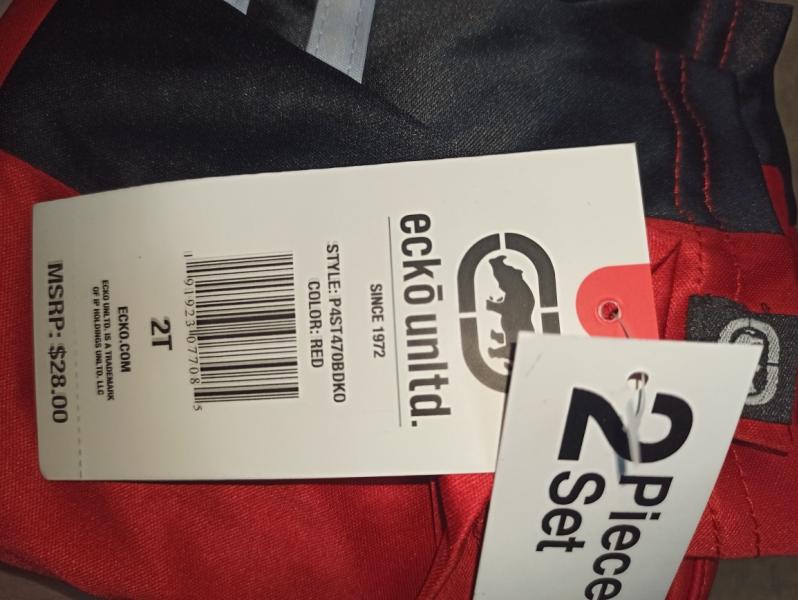 eckō unltd.
SINCE 1972
STYLE: P4ST470BDKO
COLOR: RED
1 91923 07708 5
2T
ECKO.COM
ECKO UNLTD. IS A TRADEMARK
OF IP HOLDINGS UNLTD, LLC
MSRP: $28.00
2 Piece
Set